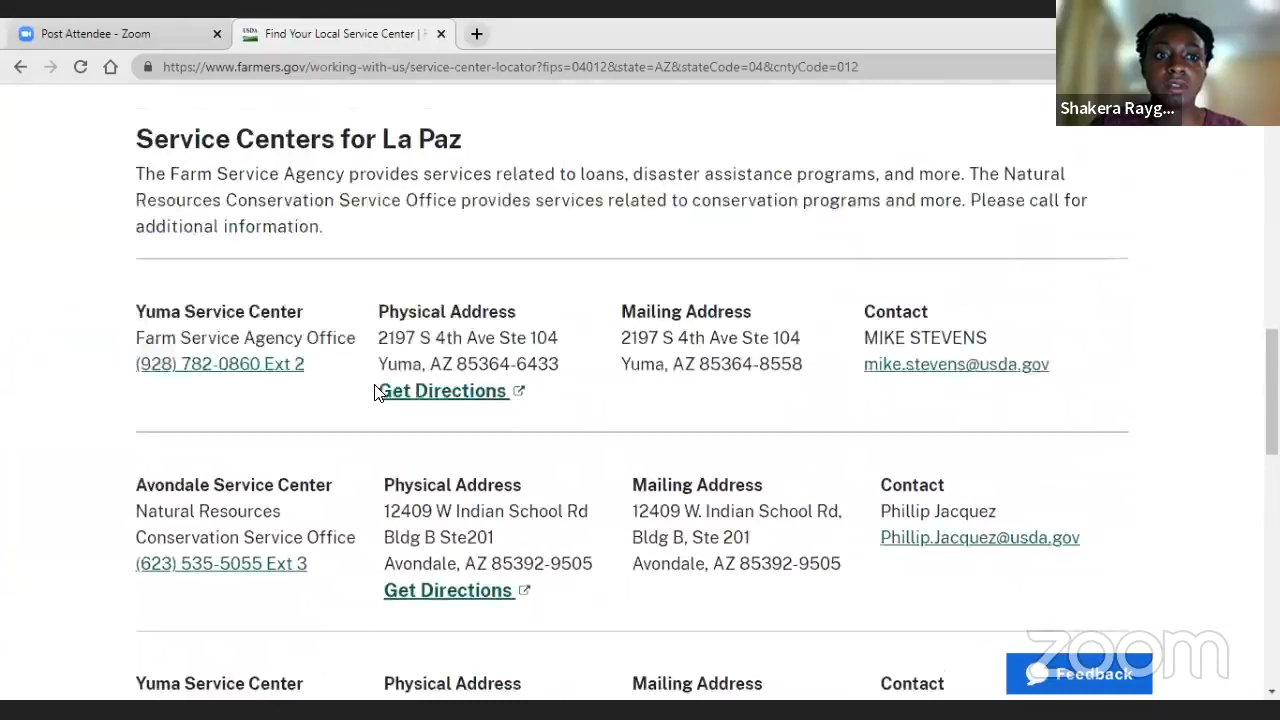 Post Attendee - Zoom
USDA
Find Your Local Service Center |
https://www.farmers.gov/working-with-us/service-center-locator?fips=04012&state=AZ&stateCode=04&cntyCode=012
Shakera Rayg...
Service Centers for La Paz
The Farm Service Agency provides services related to loans, disaster assistance programs, and more. The Natural
Resources Conservation Service Office provides services related to conservation programs and more. Please call for
additional information.
Yuma Service Center
Farm Service Agency Office
(928) 782-0860 Ext 2
Physical Address
2197 S 4th Ave Ste 104
Yuma, AZ 85364-6433
Get Directions
Mailing Address
2197 S 4th Ave Ste 104
Yuma, AZ 85364-8558
Contact
MIKE STEVENS
mike.stevens@usda.gov
Avondale Service Center
Natural Resources
Conservation Service Office
(623) 535-5055 Ext 3
Physical Address
12409 W Indian School Rd
Bldg B Ste201
Avondale, AZ 85392-9505
Get Directions
Mailing Address
12409 W. Indian School Rd,
Bldg B, Ste 201
Avondale, AZ 85392-9505
Contact
Phillip Jacquez
Phillip.Jacquez@usda.gov
Yuma Service Center
Physical Address
Mailing Address
Contact
zoom
Feedback